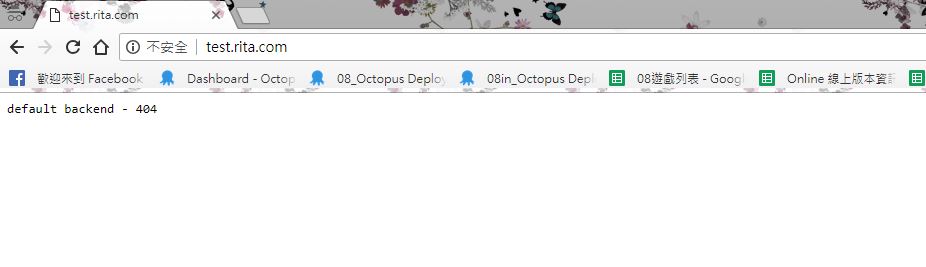 test.rita.com
不安全 test.rita.com
歡迎來到 Facebook Dashboard - Octop 08_Octopus Deploy 08in_Octopus Depl 08遊戲列表 - Googl Online 線上版本資訊
default backend - 404